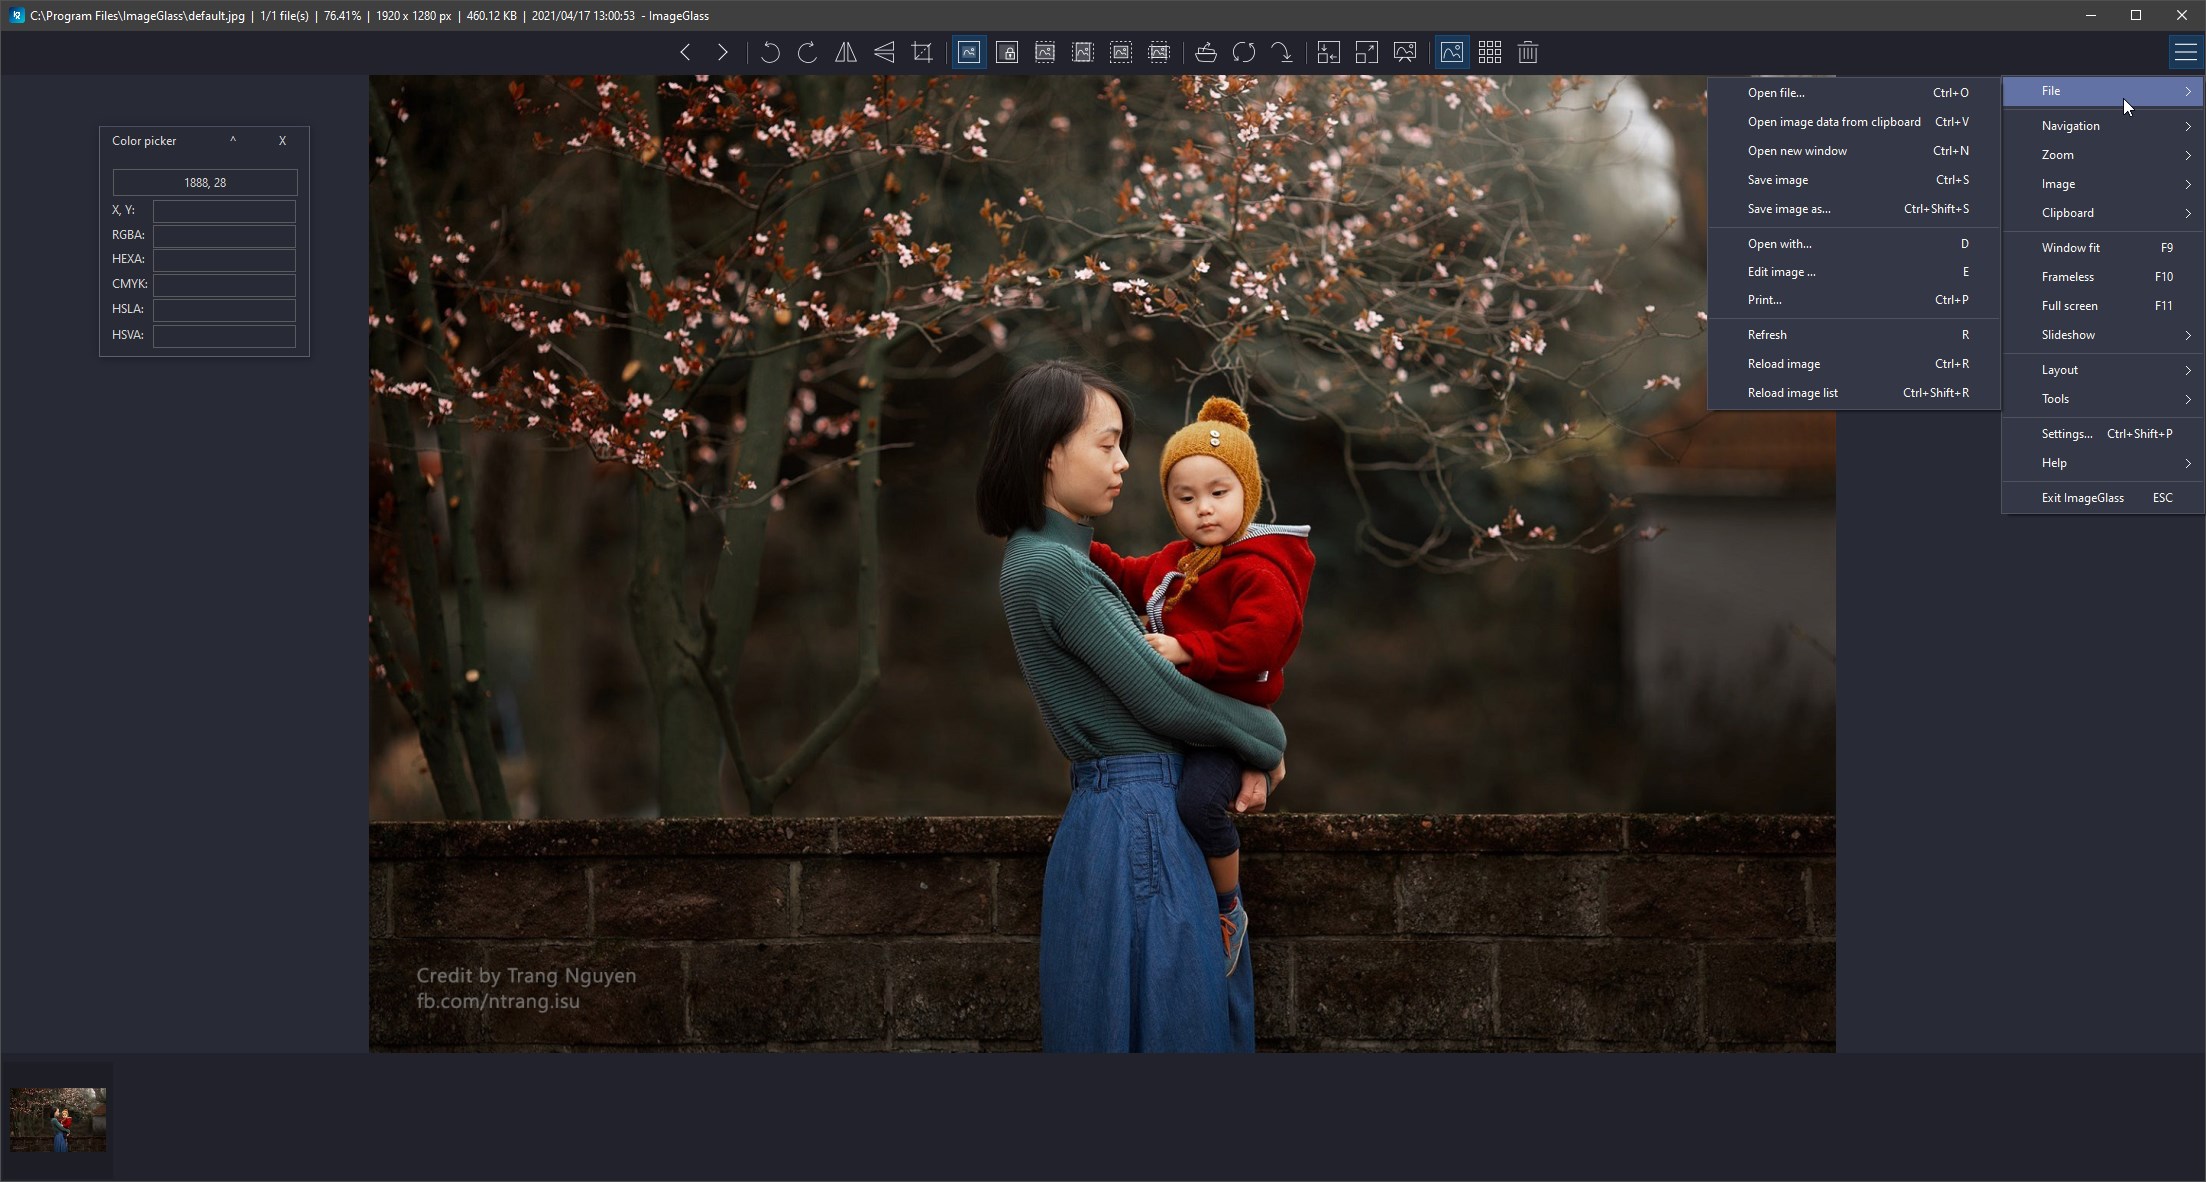 C:\Program Files\ImageGlass\default.jpg | 1/1 file(s) | 76.41% | 1920 x 1280 px | 460.12 KB | 2021/04/17 13:00:53 - ImageGlass
Color picker ^ X
1888, 28
X, Y:
RGBA:
HEXA:
CMYK:
HSLA:
HSVA:
Open file... Ctrl+O
Open image data from clipboard Ctrl+V
Open new window Ctrl+N
Save image Ctrl+S
Save image as... Ctrl+Shift+S
Open with... D
Edit image ... E
Print... Ctrl+P
Refresh R
Reload image Ctrl+R
Reload image list Ctrl+Shift+R
File
Navigation
Zoom
Image
Clipboard
Window fit F9
Frameless F10
Full screen F11
Slideshow
Layout
Tools
Settings... Ctrl+Shift+P
Help
Exit ImageGlass ESC
Credit by Trang Nguyen
fb.com/ntrang.isu